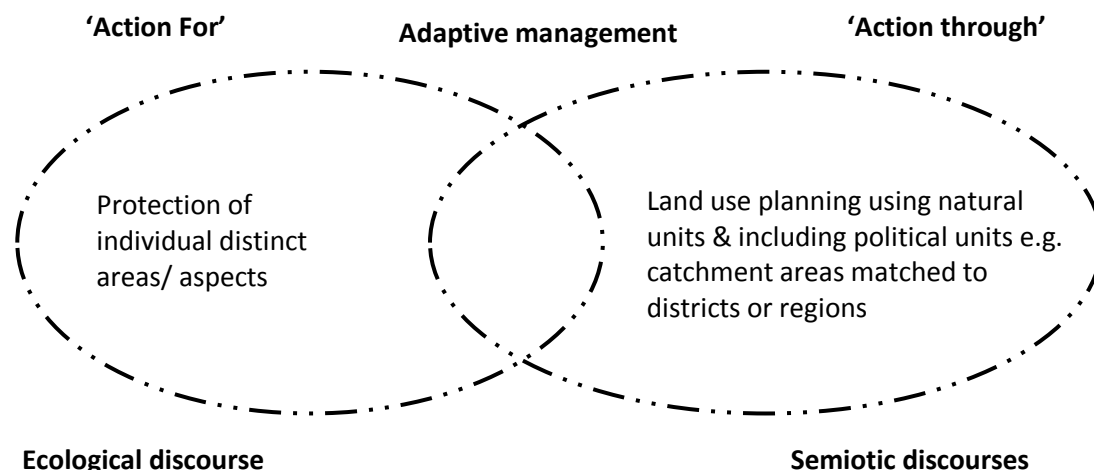 ‘Action For’
Adaptive management
‘Action through’
Protection of
individual distinct
areas/ aspects
Land use planning using natural
units & including political units e.g.
catchment areas matched to
districts or regions
Ecological discourse
Semiotic discourses